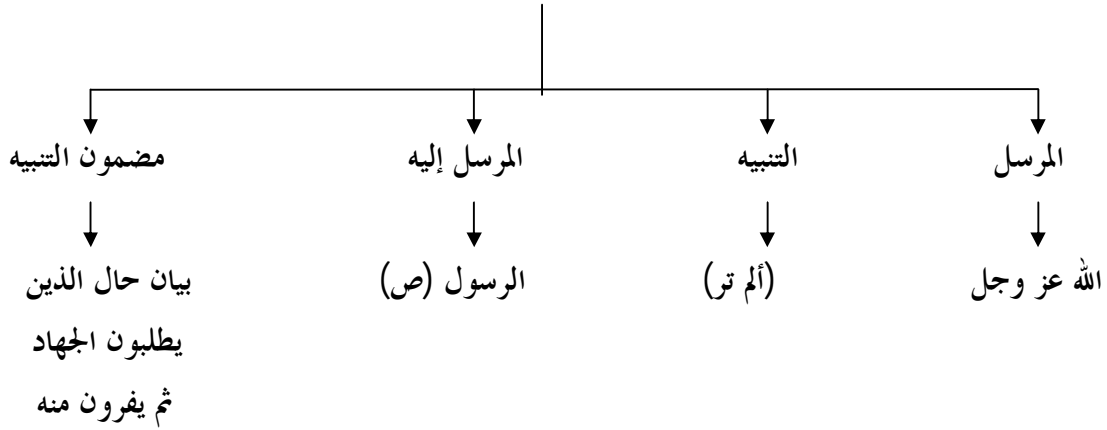 المرسل التنبيه المرسل إليه مضمون التنبيه
الله عز وجل (ألم تر) الرسول (ص) بيان حال الذين
يطلبون الجهاد
ثم يفرون منه